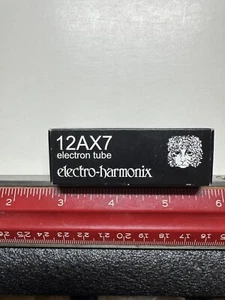 12AX7
electron tube
electro-harmonix
2 3 4 5 6